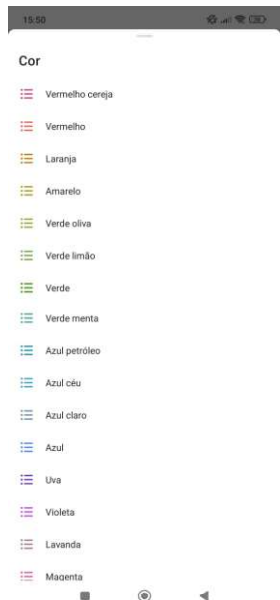 15:50
Cor
Vermelho cereja
Vermelho
Laranja
Amarelo
Verde oliva
Verde limão
Verde
Verde menta
Azul petróleo
Azul céu
Azul claro
Azul
Uva
Violeta
Lavanda
Magenta